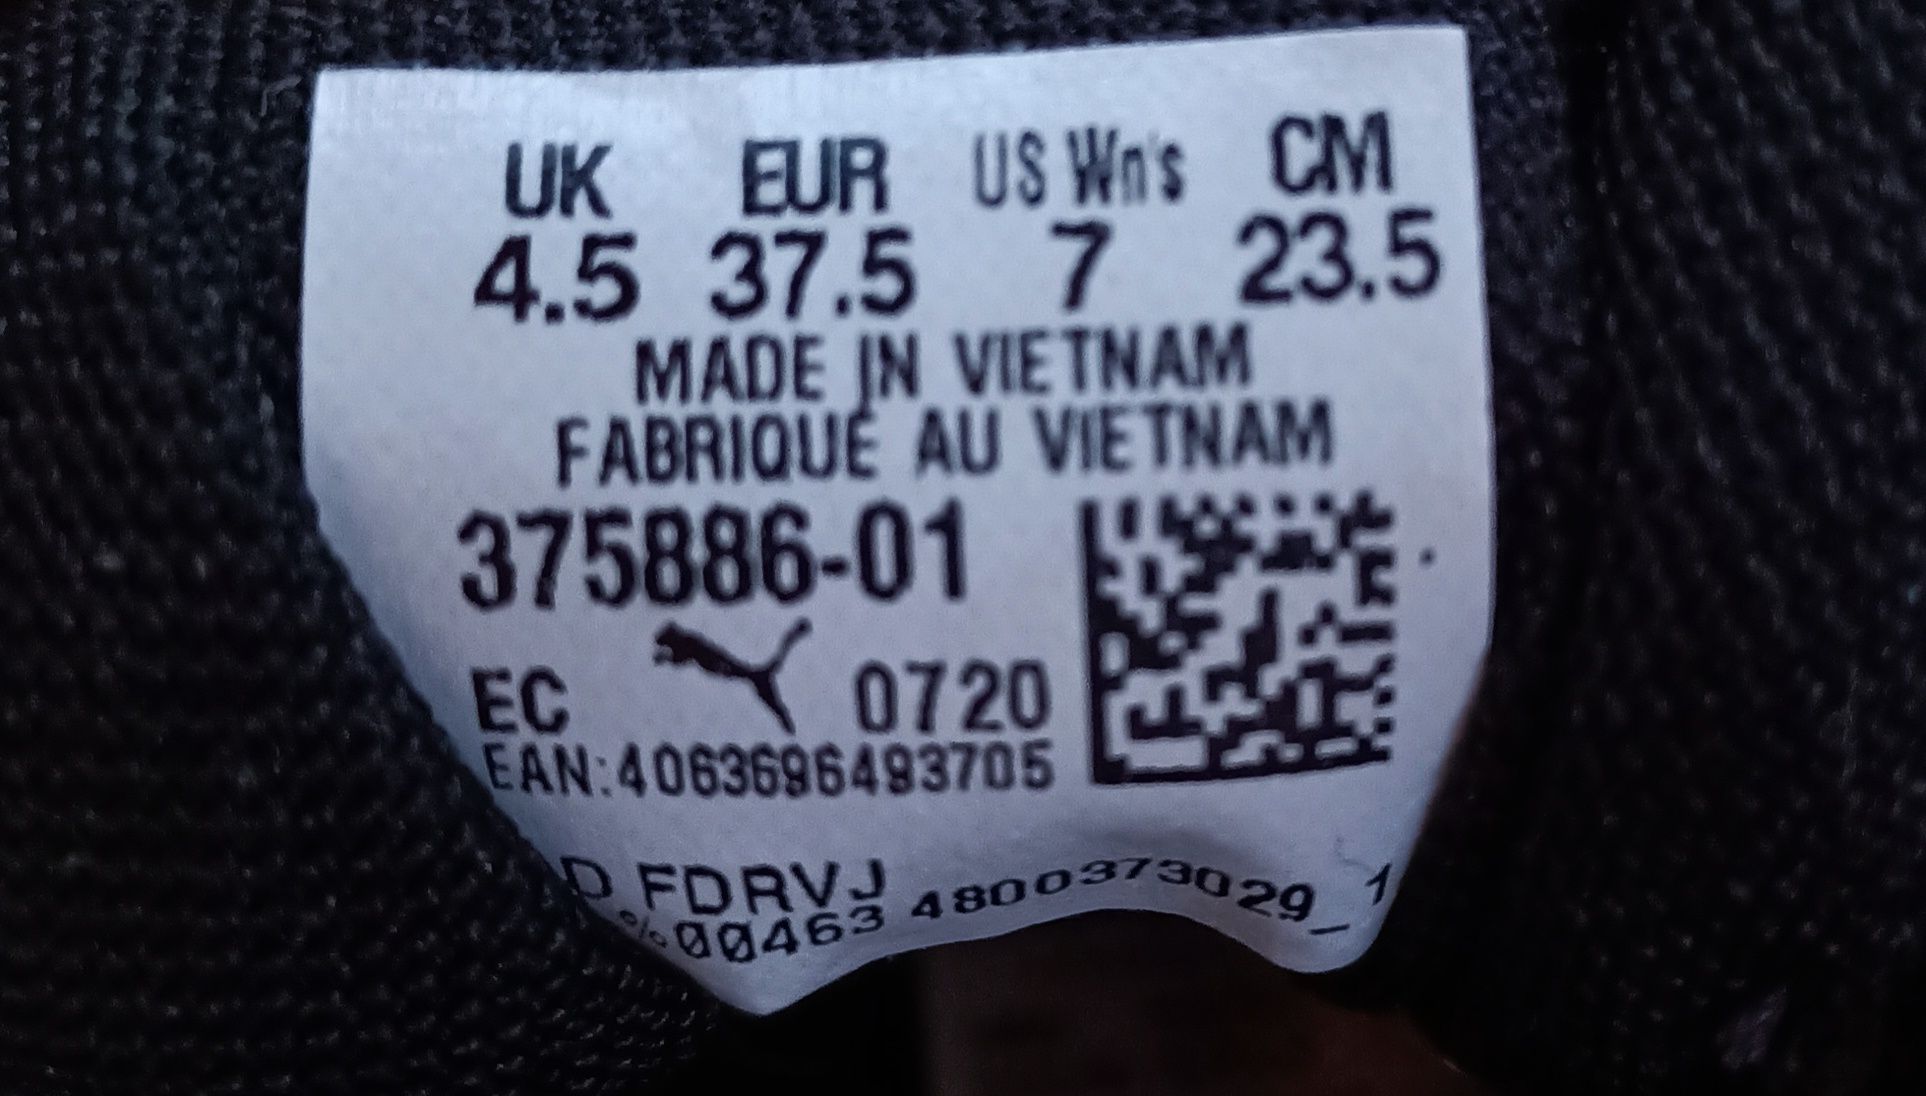 UK EUR US Wn's CM
4.5 37.5 7 23.5
MADE IN VIETNAM
FABRIQUE AU VIETNAM
375886-01
EC 0720
EAN:4063696493705
D FDRVJ
%00463 4800373029_1